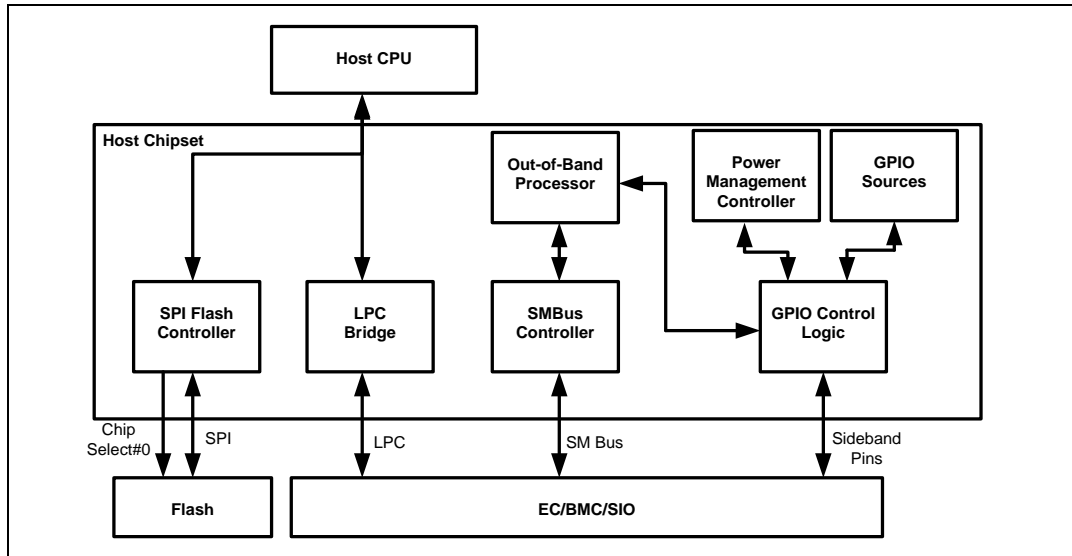 Host CPU
Host Chipset
Out-of-Band
Processor
Power
Management
Controller
GPIO
Sources
SPI Flash
Controller
LPC
Bridge
SMBus
Controller
GPIO Control
Logic
Chip
Select#0
SPI
LPC
SM Bus
Sideband
Pins
Flash
EC/BMC/SIO